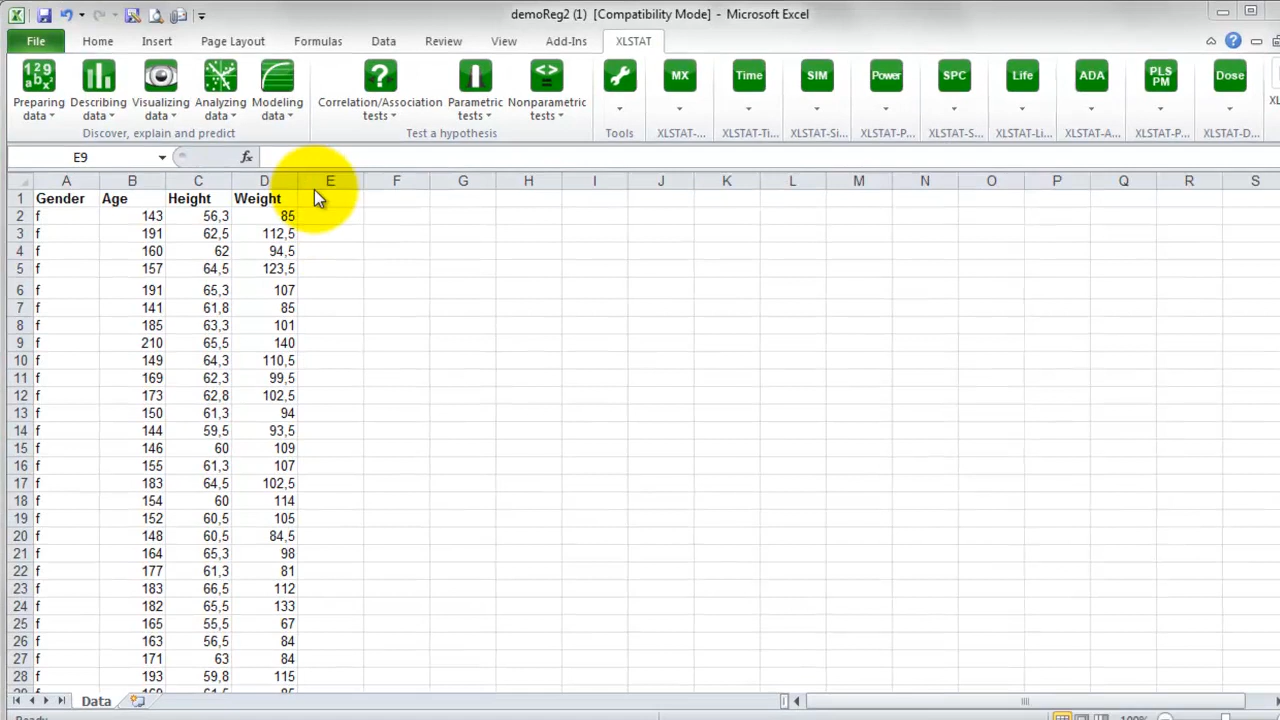 demoReg2 (1) [Compatibility Mode] - Microsoft Excel
File Home Insert Page Layout Formulas Data Review View Add-Ins XLSTAT
MX Time SIM Power SPC Life ADA PLS PM Dose
Preparing data Describing data Visualizing data Analyzing data Modeling data Correlation/Association tests Parametric tests Nonparametric tests Tools
Discover, explain and predict Test a hypothesis XLSTAT-... XLSTAT-Ti... XLSTAT-Si... XLSTAT-P... XLSTAT-S... XLSTAT-Li... XLSTAT-A... XLSTAT-P... XLSTAT-D...
E9 fx
A B C D E F G H I J K L M N O P Q R S
1 Gender Age Height Weight
2 f 143 56,3 85
3 f 191 62,5 112,5
4 f 160 62 94,5
5 f 157 64,5 123,5
6 f 191 65,3 107
7 f 141 61,8 85
8 f 185 63,3 101
9 f 210 65,5 140
10 f 149 64,3 110,5
11 f 169 62,3 99,5
12 f 173 62,8 102,5
13 f 150 61,3 94
14 f 144 59,5 93,5
15 f 146 60 109
16 f 155 61,3 107
17 f 183 64,5 102,5
18 f 154 60 114
19 f 152 60,5 105
20 f 148 60,5 84,5
21 f 164 65,3 98
22 f 177 61,3 81
23 f 183 66,5 112
24 f 182 65,5 133
25 f 165 55,5 67
26 f 163 56,5 84
27 f 171 63 84
28 f 193 59,8 115
Data